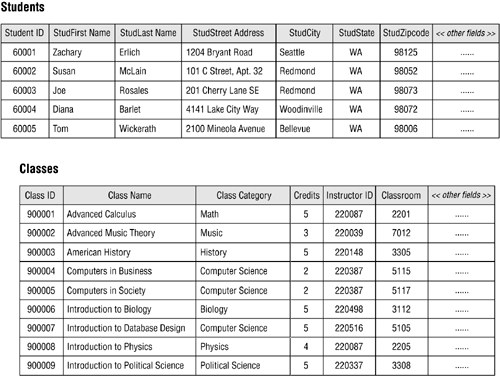 Students
Student ID StudFirst Name StudLast Name StudStreet Address StudCity StudState StudZipcode << other fields >>
60001 Zachary Erlich 1204 Bryant Road Seattle WA 98125 ......
60002 Susan McLain 101 C Street, Apt. 32 Redmond WA 98052 ......
60003 Joe Rosales 201 Cherry Lane SE Redmond WA 98073 ......
60004 Diana Barlet 4141 Lake City Way Woodinville WA 98072 ......
60005 Tom Wickerath 2100 Mineola Avenue Bellevue WA 98006 ......
Classes
Class ID Class Name Class Category Credits Instructor ID Classroom << other fields >>
900001 Advanced Calculus Math 5 220087 2201 ......
900002 Advanced Music Theory Music 3 220039 7012 ......
900003 American History History 5 220148 3305 ......
900004 Computers in Business Computer Science 2 220387 5115 ......
900005 Computers in Society Computer Science 2 220387 5117 ......
900006 Introduction to Biology Biology 5 220498 3112 ......
900007 Introduction to Database Design Computer Science 5 220516 5105 ......
900008 Introduction to Physics Physics 4 220087 2205 ......
900009 Introduction to Political Science Political Science 5 220337 3308 ......